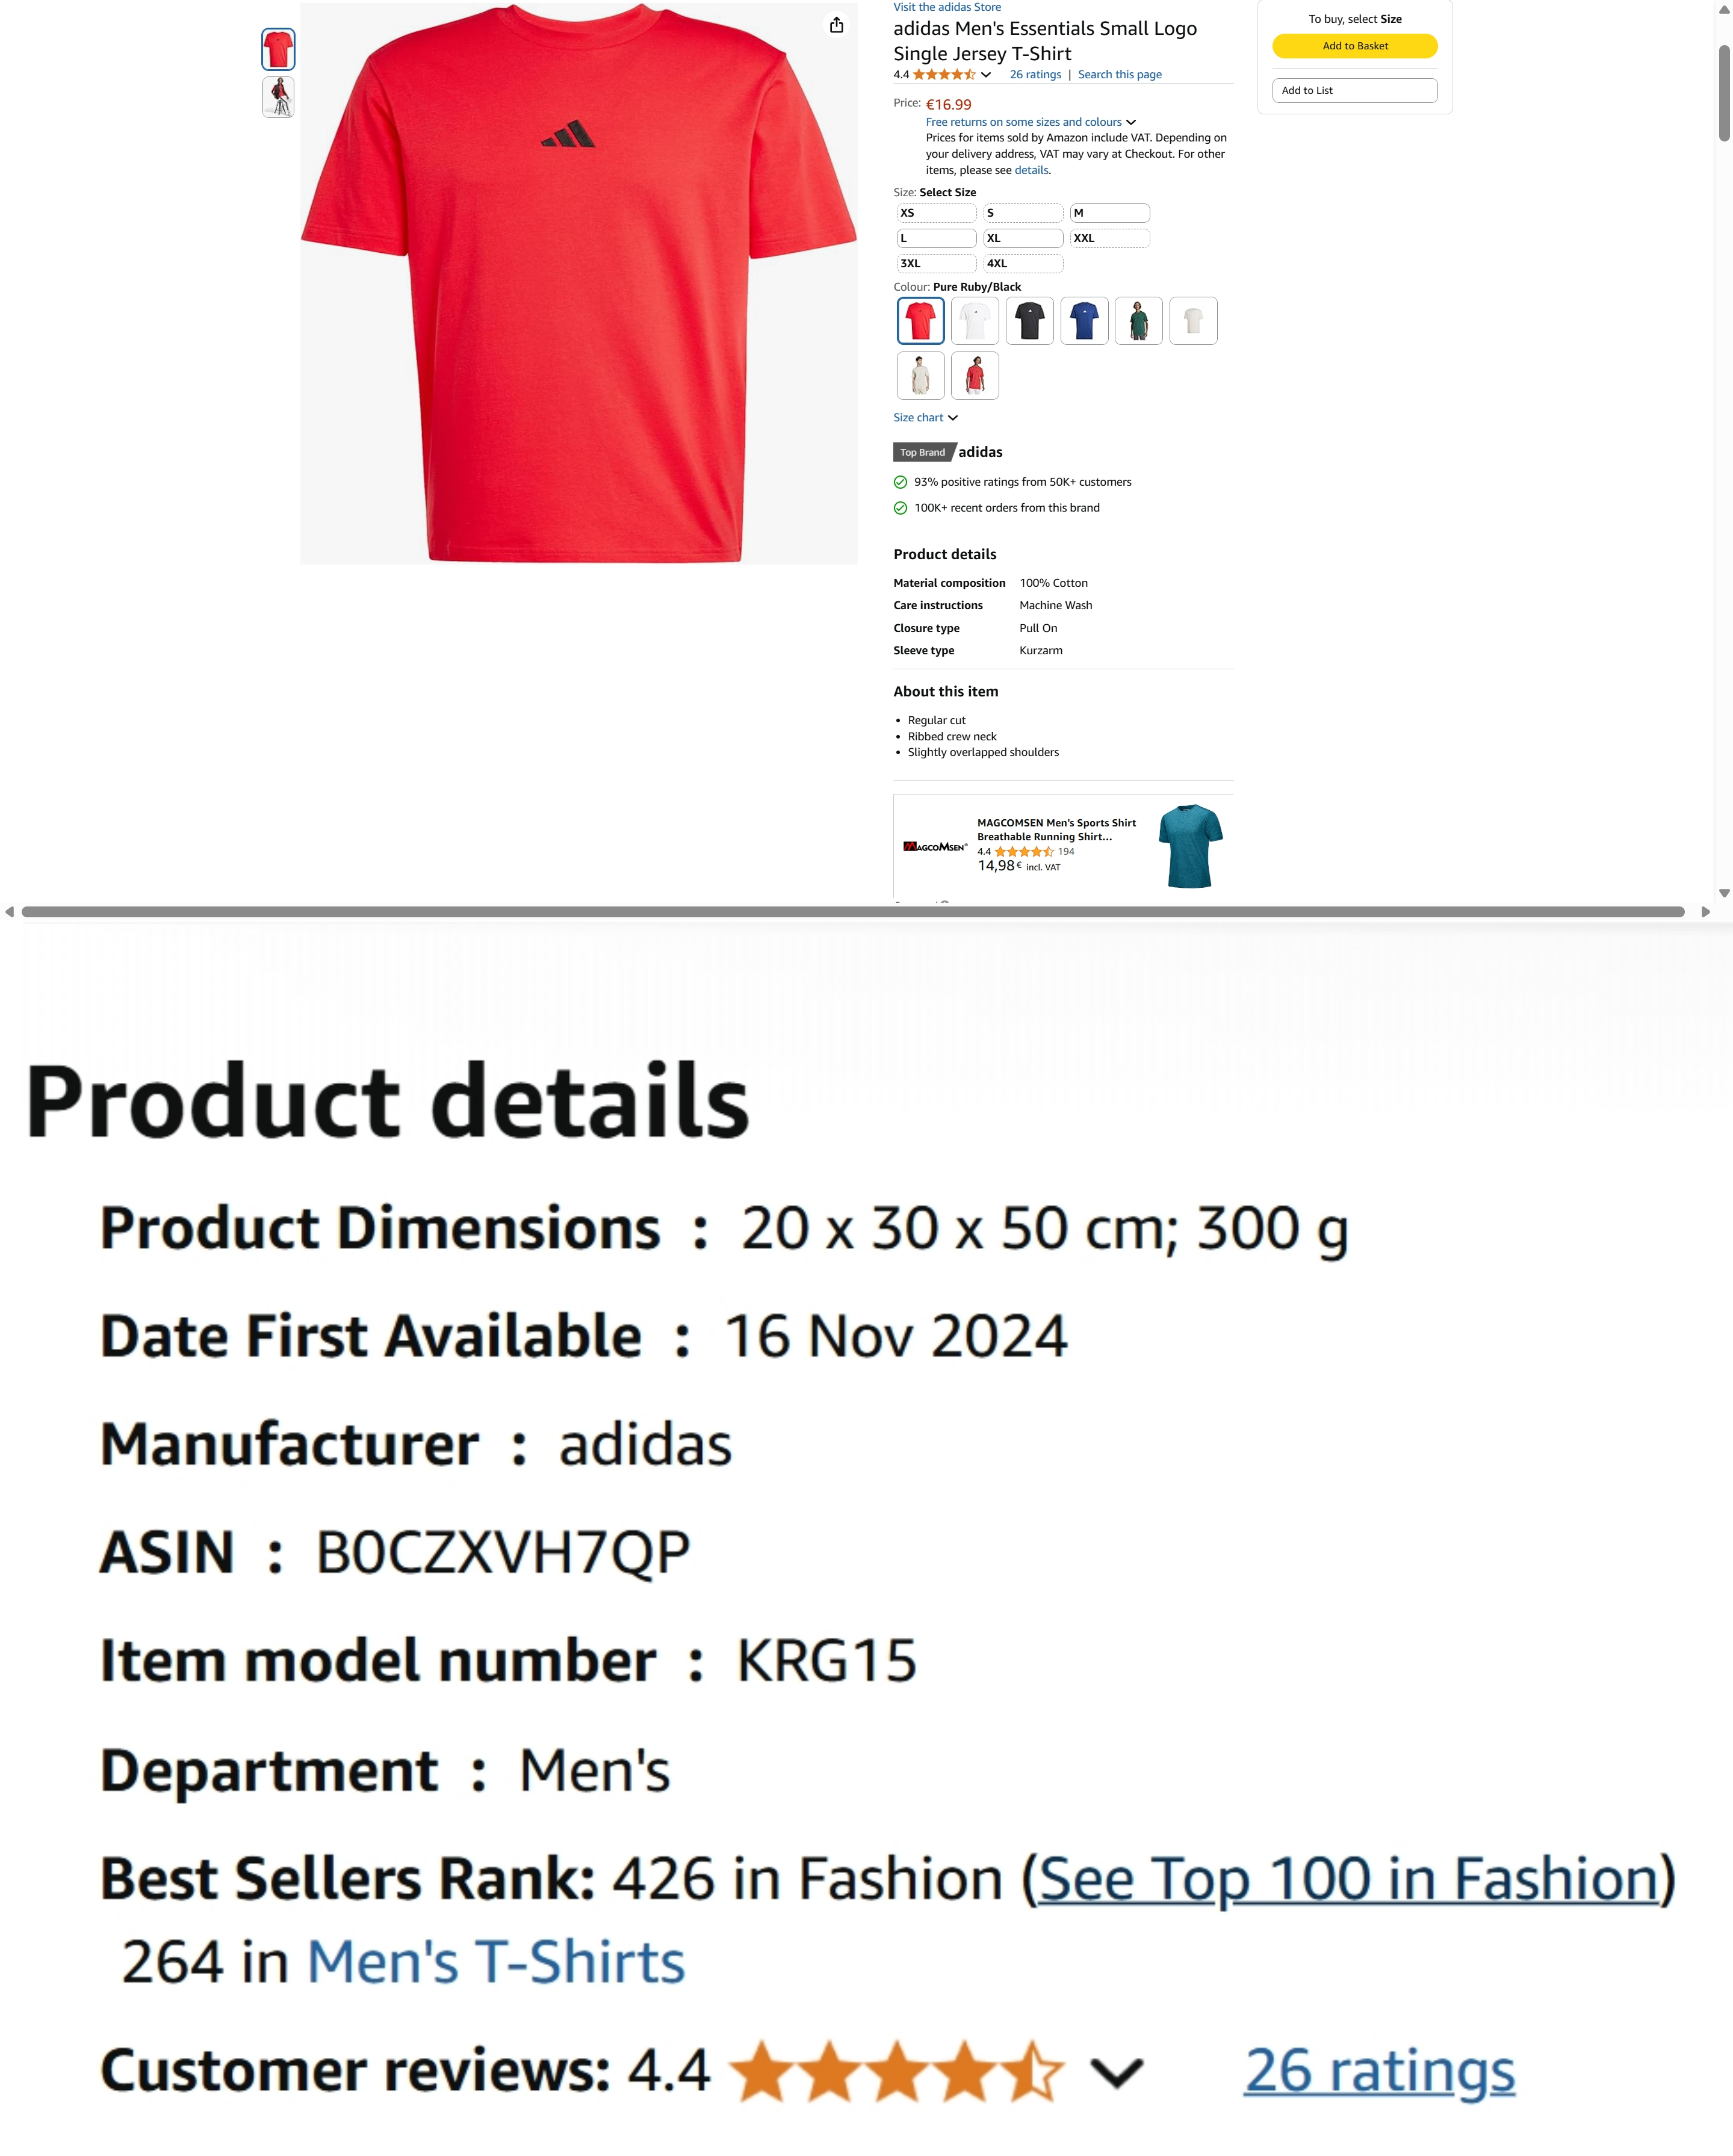 Visit the adidas Store
adidas Men's Essentials Small Logo
Single Jersey T-Shirt
4.4 26 ratings | Search this page
Price: €16.99
Free returns on some sizes and colours
Prices for items sold by Amazon include VAT. Depending on
your delivery address, VAT may vary at Checkout. For other
items, please see details.
Size: Select Size
XS S M
L XL XXL
3XL 4XL
Colour: Pure Ruby/Black
Size chart
Top Brand adidas
93% positive ratings from 50K+ customers
100K+ recent orders from this brand
Product details
Material composition 100% Cotton
Care instructions Machine Wash
Closure type Pull On
Sleeve type Kurzarm
About this item
• Regular cut
• Ribbed crew neck
• Slightly overlapped shoulders
MAGCOMSEN®
MAGCOMSEN Men's Sports Shirt
Breathable Running Shirt...
4.4 194
14,98€ incl. VAT
To buy, select Size
Add to Basket
Add to List
Product details
Product Dimensions : 20 x 30 x 50 cm; 300 g
Date First Available : 16 Nov 2024
Manufacturer : adidas
ASIN : B0CZXVH7QP
Item model number : KRG15
Department : Men's
Best Sellers Rank: 426 in Fashion (See Top 100 in Fashion)
264 in Men's T-Shirts
Customer reviews: 4.4 26 ratings